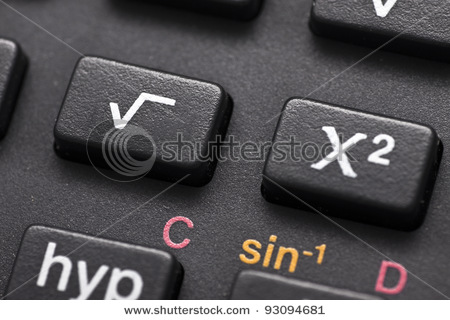 √
√ X²
shutterstock
C sin⁻¹ D
hyp
www.shutterstock.com · 93094681